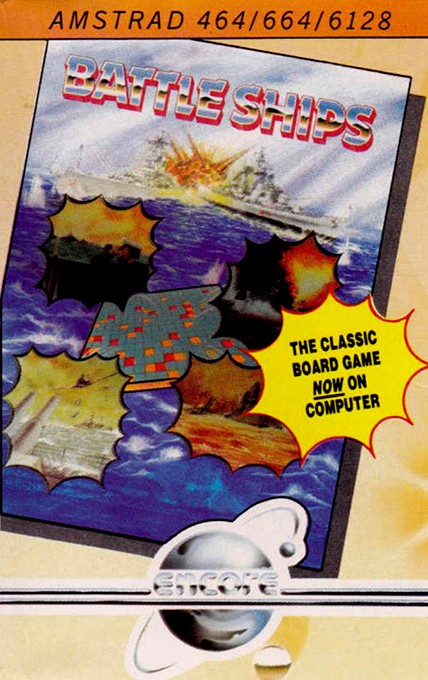 AMSTRAD 464/664/6128
BATTLE SHIPS
THE CLASSIC
BOARD GAME
NOW ON
COMPUTER
encore